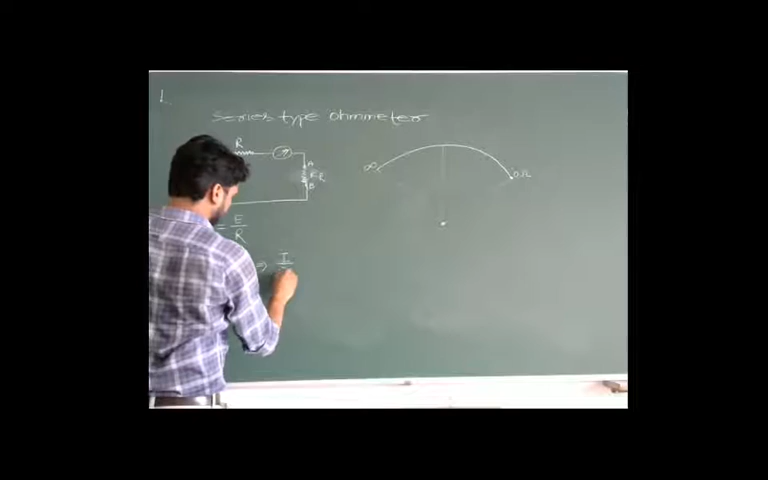 1.
Series type ohmmeter
R
A
B
∞
0Ω
= E/R
⇒ I